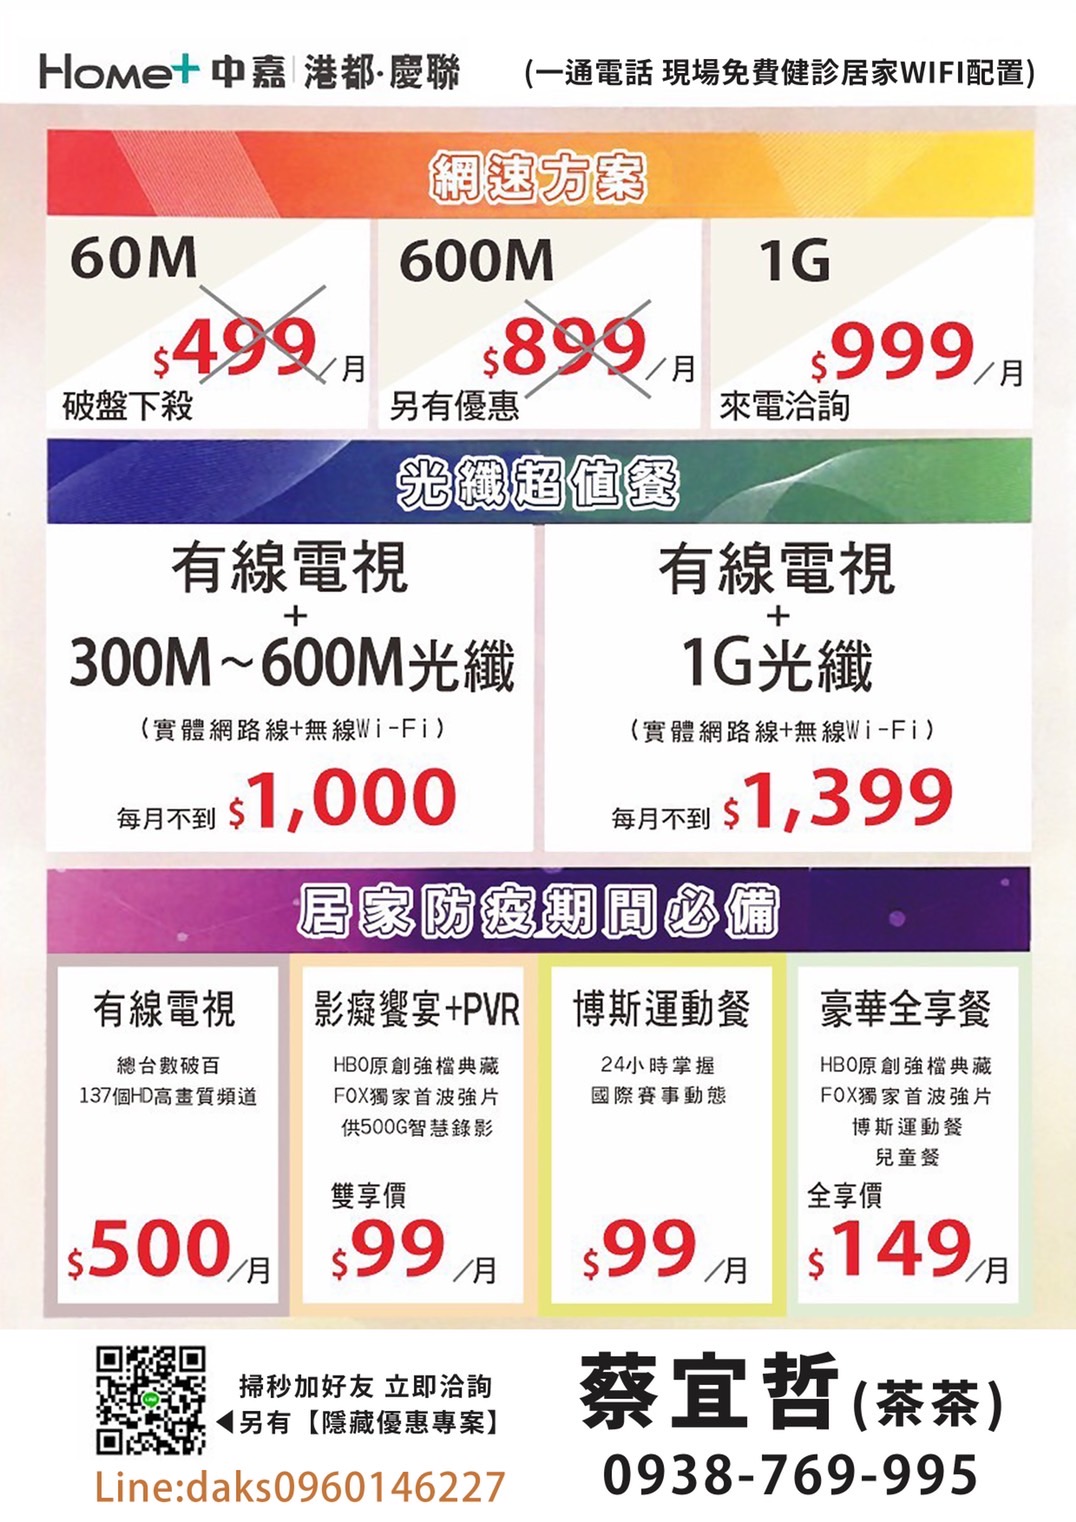 Home+ 中嘉 港都·慶聯 (一通電話 現場免費健診居家WIFI配置)
網速方案
60M
$499/月
破盤下殺
600M
$899/月
另有優惠
1G
$999/月
來電洽詢
光纖超值餐
有線電視
+
300M~600M光纖
(實體網路線+無線Wi-Fi)
每月不到 $1,000
有線電視
+
1G光纖
(實體網路線+無線Wi-Fi)
每月不到 $1,399
居家防疫期間必備
有線電視
總台數破百
137個HD高畫質頻道
$500/月
影癡饗宴+PVR
HBO原創強檔典藏
FOX獨家首波強片
供500G智慧錄影
雙享價
$99/月
博斯運動餐
24小時掌握
國際賽事動態
$99/月
豪華全享餐
HBO原創強檔典藏
FOX獨家首波強片
博斯運動餐
兒童餐
全享價
$149/月
掃秒加好友 立即洽詢
◀另有【隱藏優惠專案】
Line:daks0960146227
蔡宜哲(茶茶)
0938-769-995